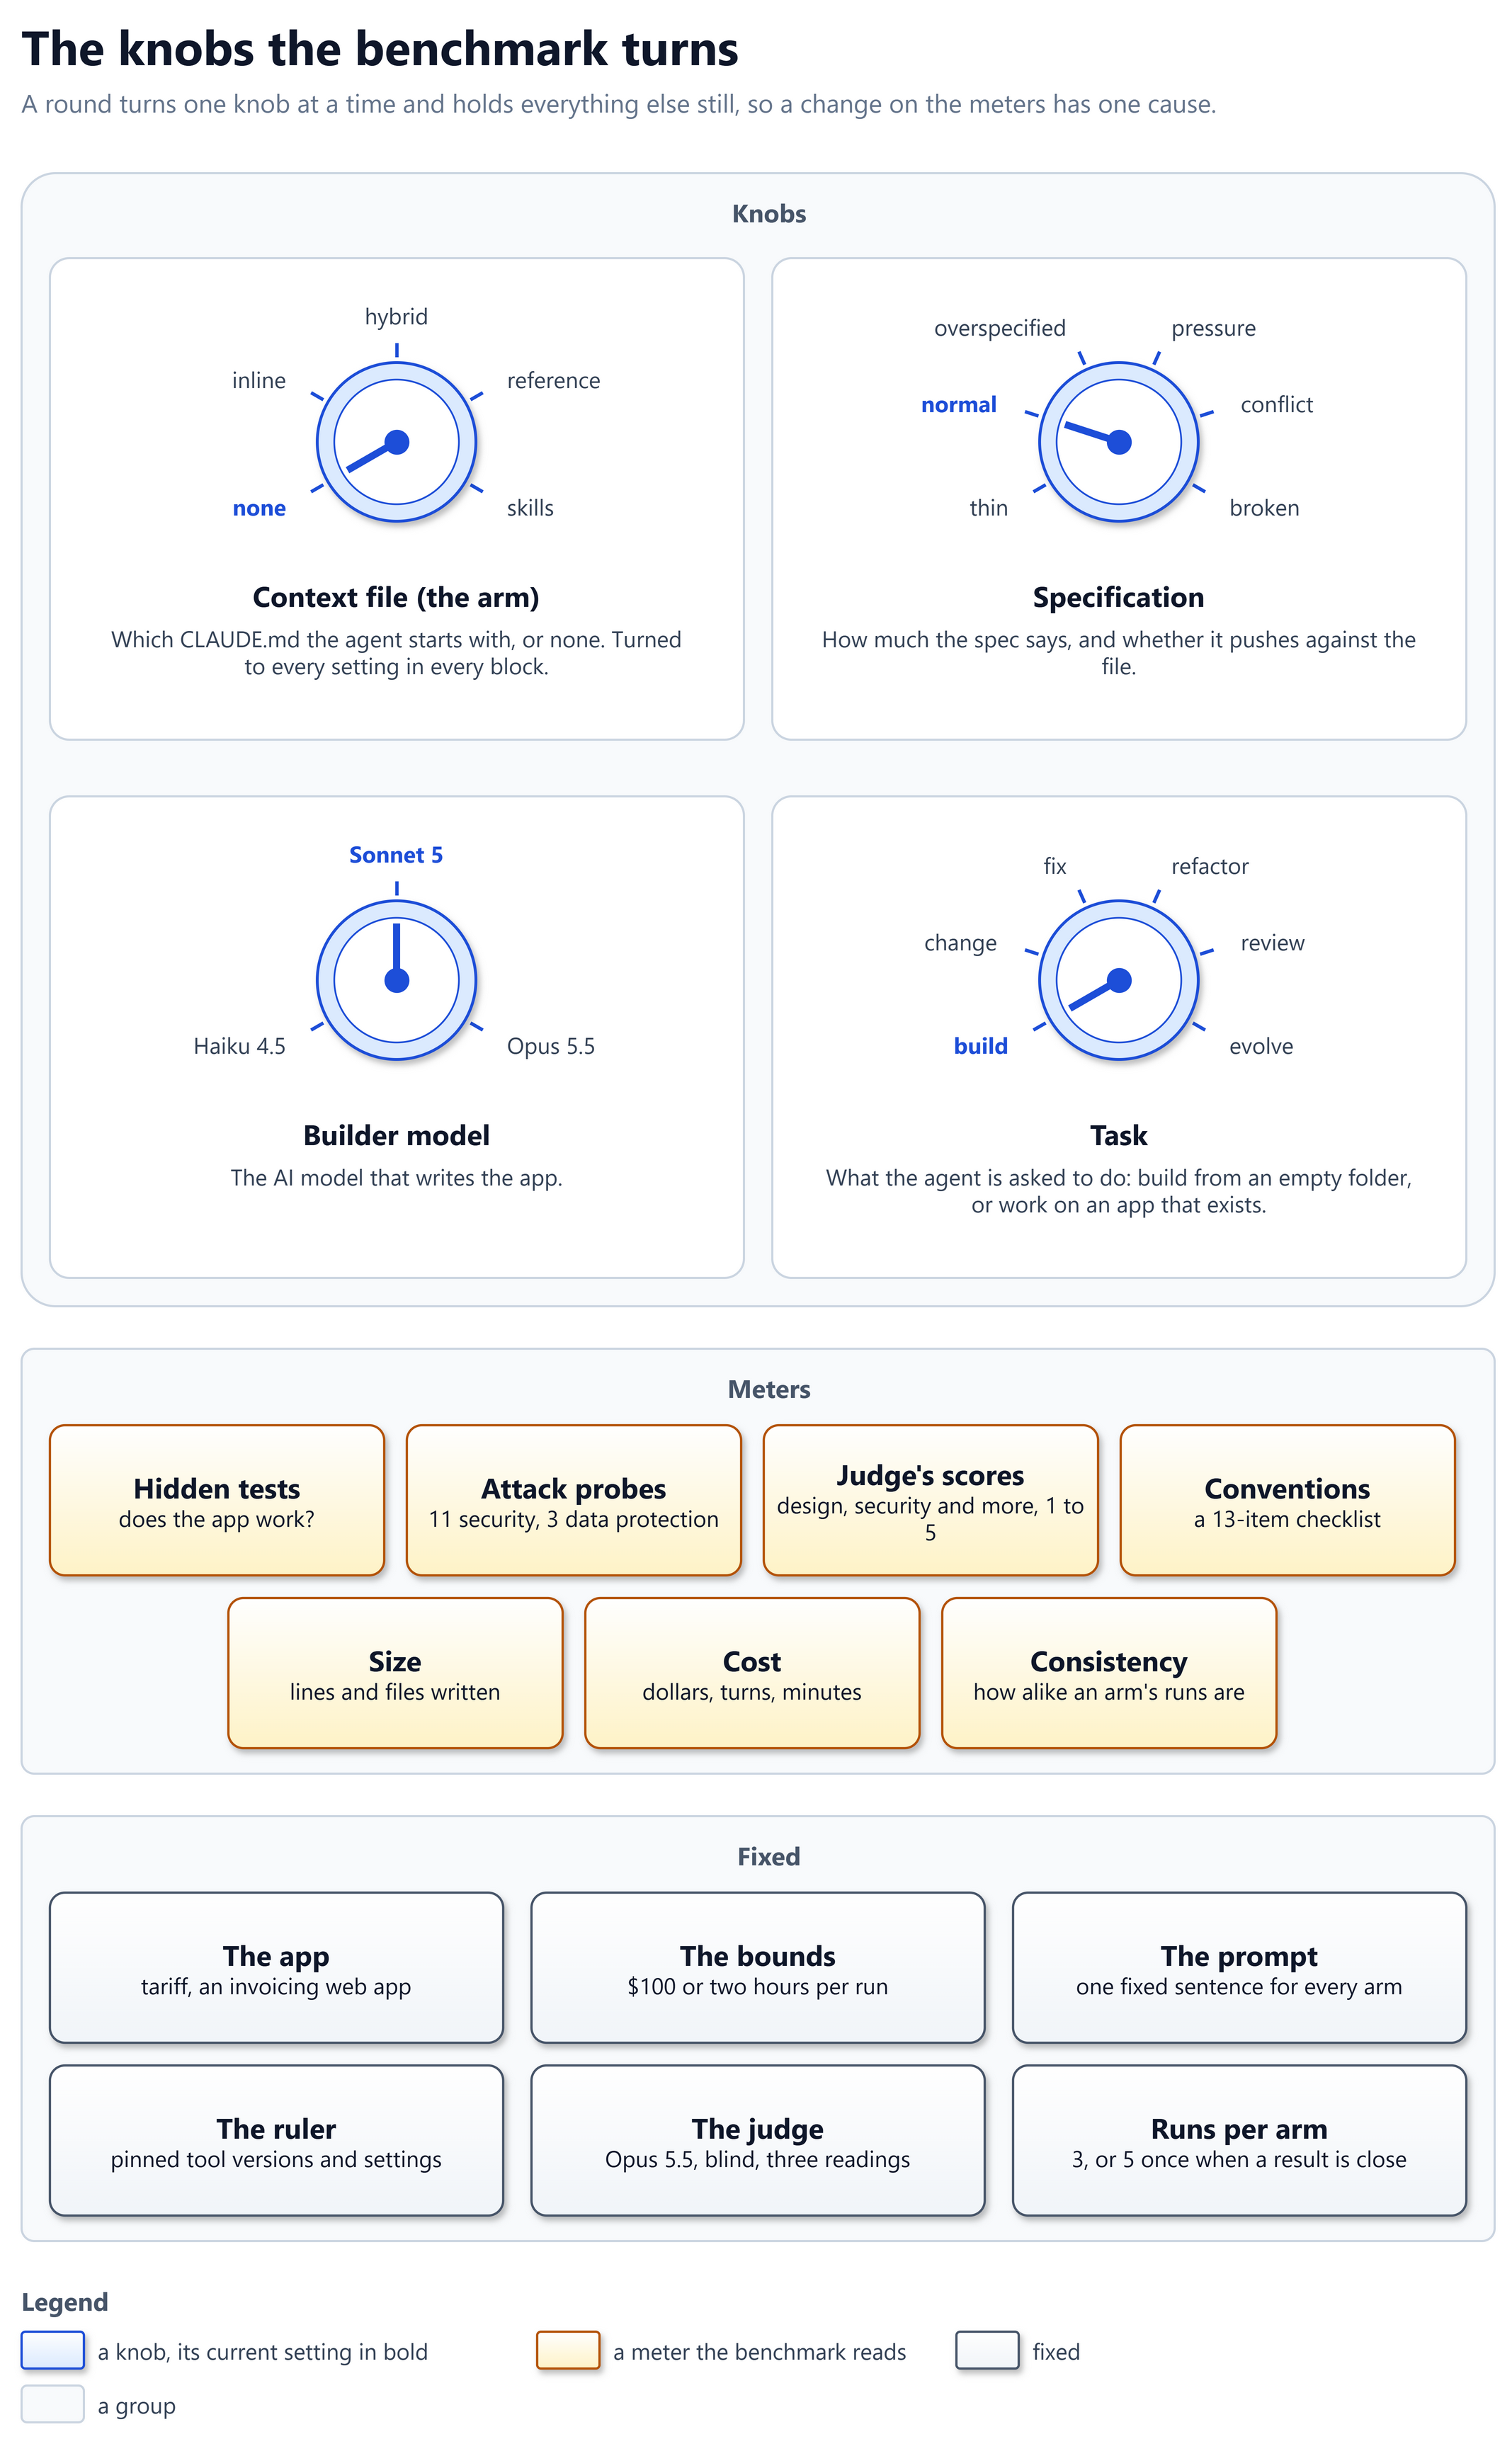 The knobs the benchmark turns
A round turns one knob at a time and holds everything else still, so a change on the meters has one cause.
Knobs
hybrid
inline
reference
none
skills
Context file (the arm)
Which CLAUDE.md the agent starts with, or none. Turned
to every setting in every block.
overspecified
pressure
normal
conflict
thin
broken
Specification
How much the spec says, and whether it pushes against the
file.
Sonnet 5
Haiku 4.5
Opus 5.5
Builder model
The AI model that writes the app.
fix
refactor
change
review
build
evolve
Task
What the agent is asked to do: build from an empty folder,
or work on an app that exists.
Meters
Hidden tests
does the app work?
Attack probes
11 security, 3 data protection
Judge's scores
design, security and more, 1 to
5
Conventions
a 13-item checklist
Size
lines and files written
Cost
dollars, turns, minutes
Consistency
how alike an arm's runs are
Fixed
The app
tariff, an invoicing web app
The bounds
$100 or two hours per run
The prompt
one fixed sentence for every arm
The ruler
pinned tool versions and settings
The judge
Opus 5.5, blind, three readings
Runs per arm
3, or 5 once when a result is close
Legend
a knob, its current setting in bold
a meter the benchmark reads
fixed
a group